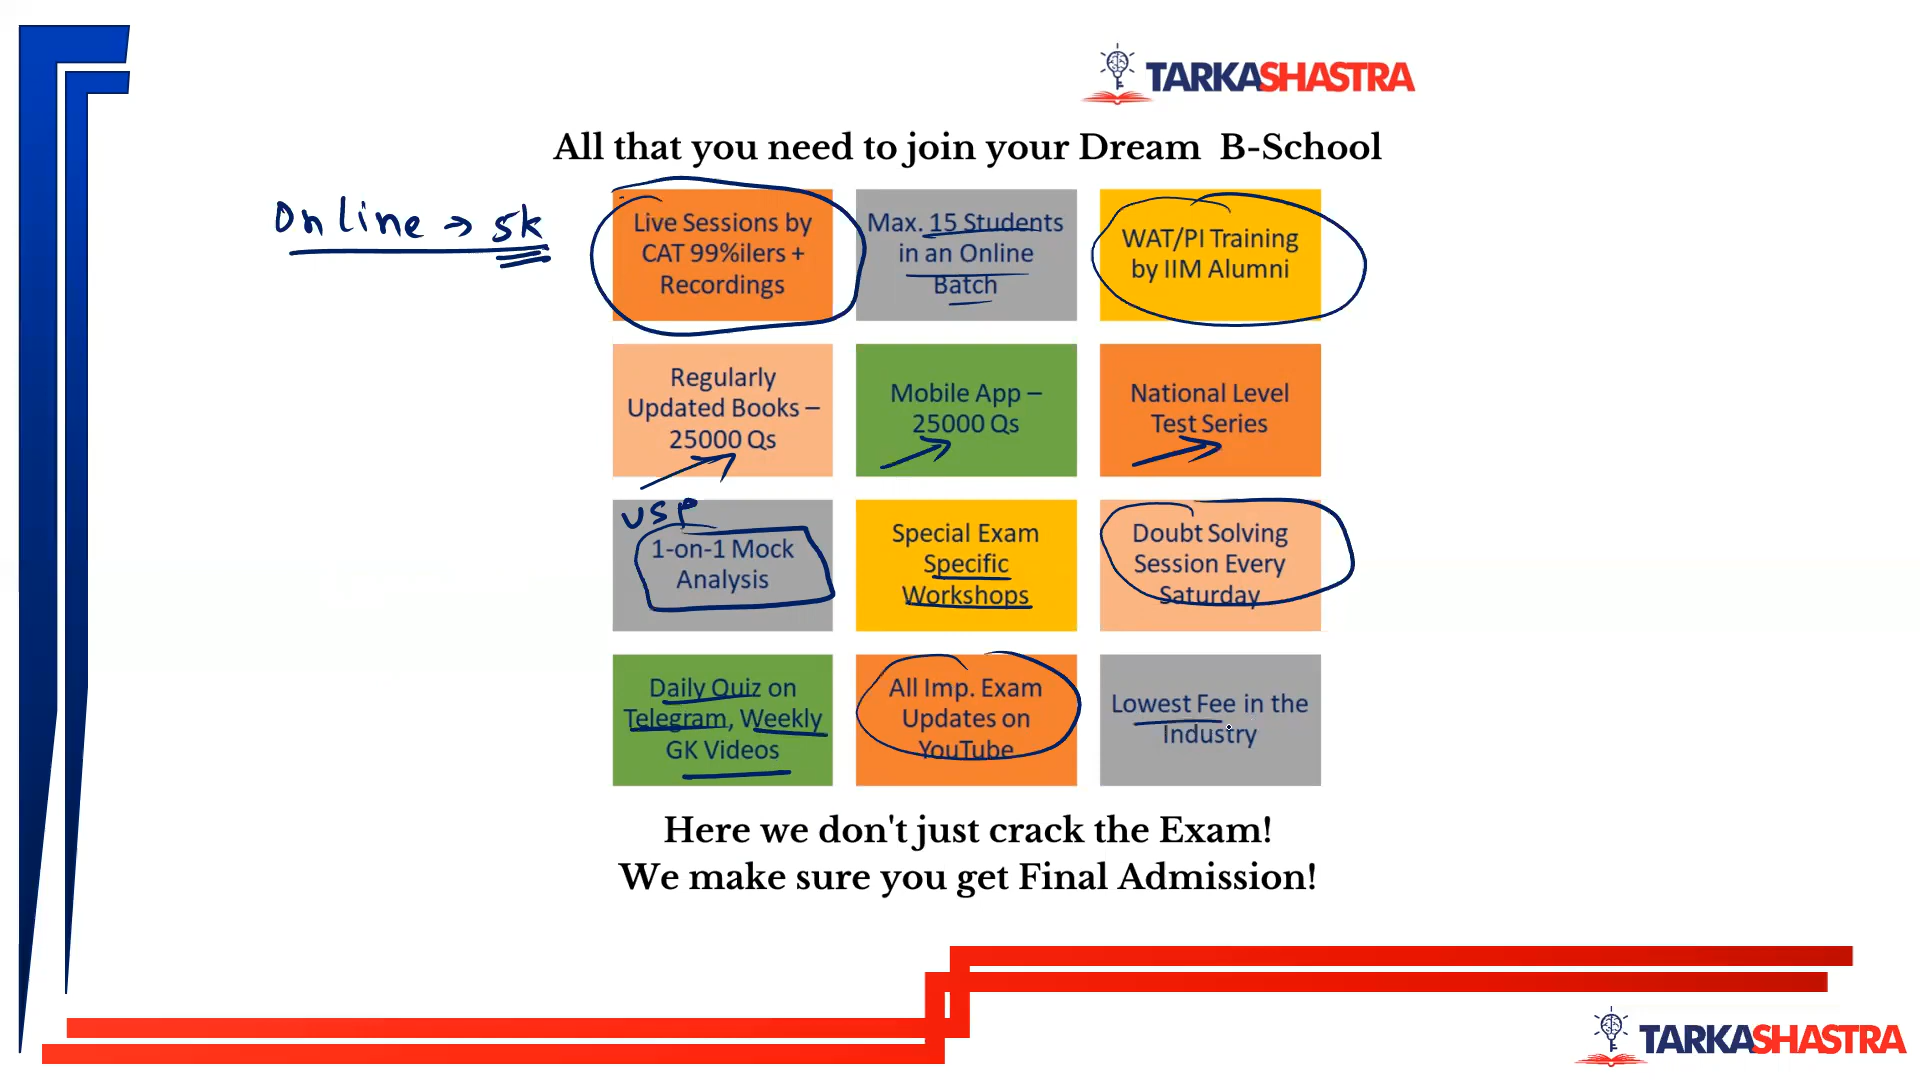 TARKASHASTRA
All that you need to join your Dream B-School
Online → 5k
Live Sessions by
CAT 99%ilers +
Recordings
Max. 15 Students
in an Online
Batch
WAT/PI Training
by IIM Alumni
Regularly
Updated Books –
25000 Qs
Mobile App –
25000 Qs
National Level
Test Series
USP
1-on-1 Mock
Analysis
Special Exam
Specific
Workshops
Doubt Solving
Session Every
Saturday
Daily Quiz on
Telegram, Weekly
GK Videos
All Imp. Exam
Updates on
YouTube
Lowest Fee in the
Industry
Here we don't just crack the Exam!
We make sure you get Final Admission!
TARKASHASTRA